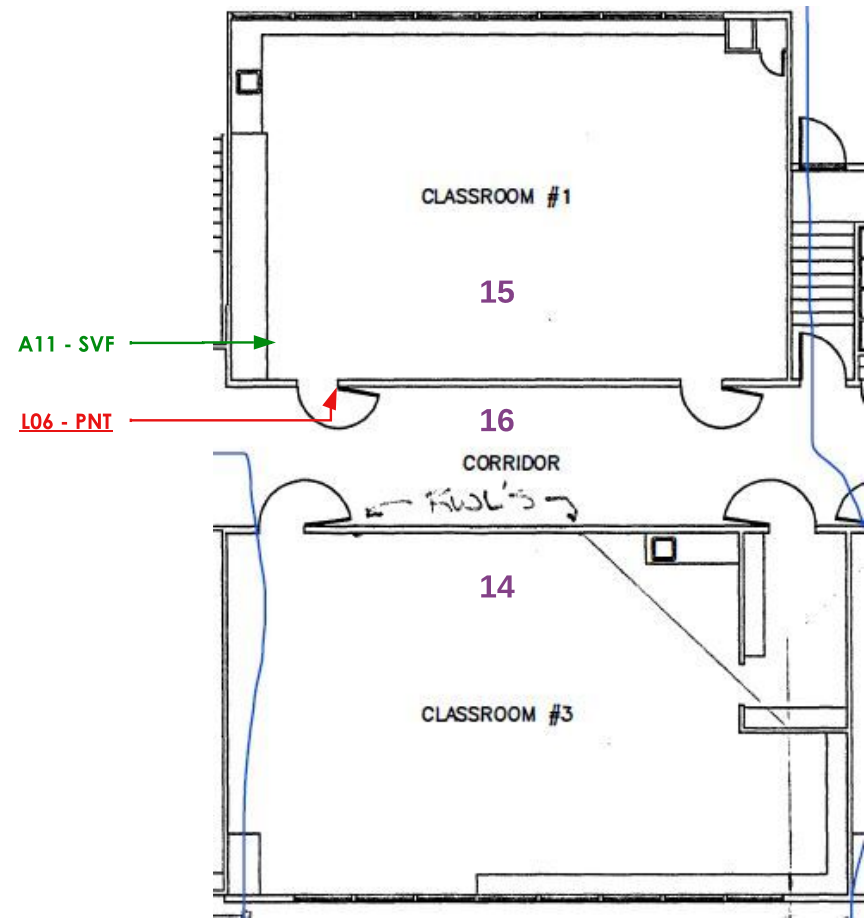 CLASSROOM #1
15
A11 - SVF
L06 - PNT
16
CORRIDOR
14
CLASSROOM #3